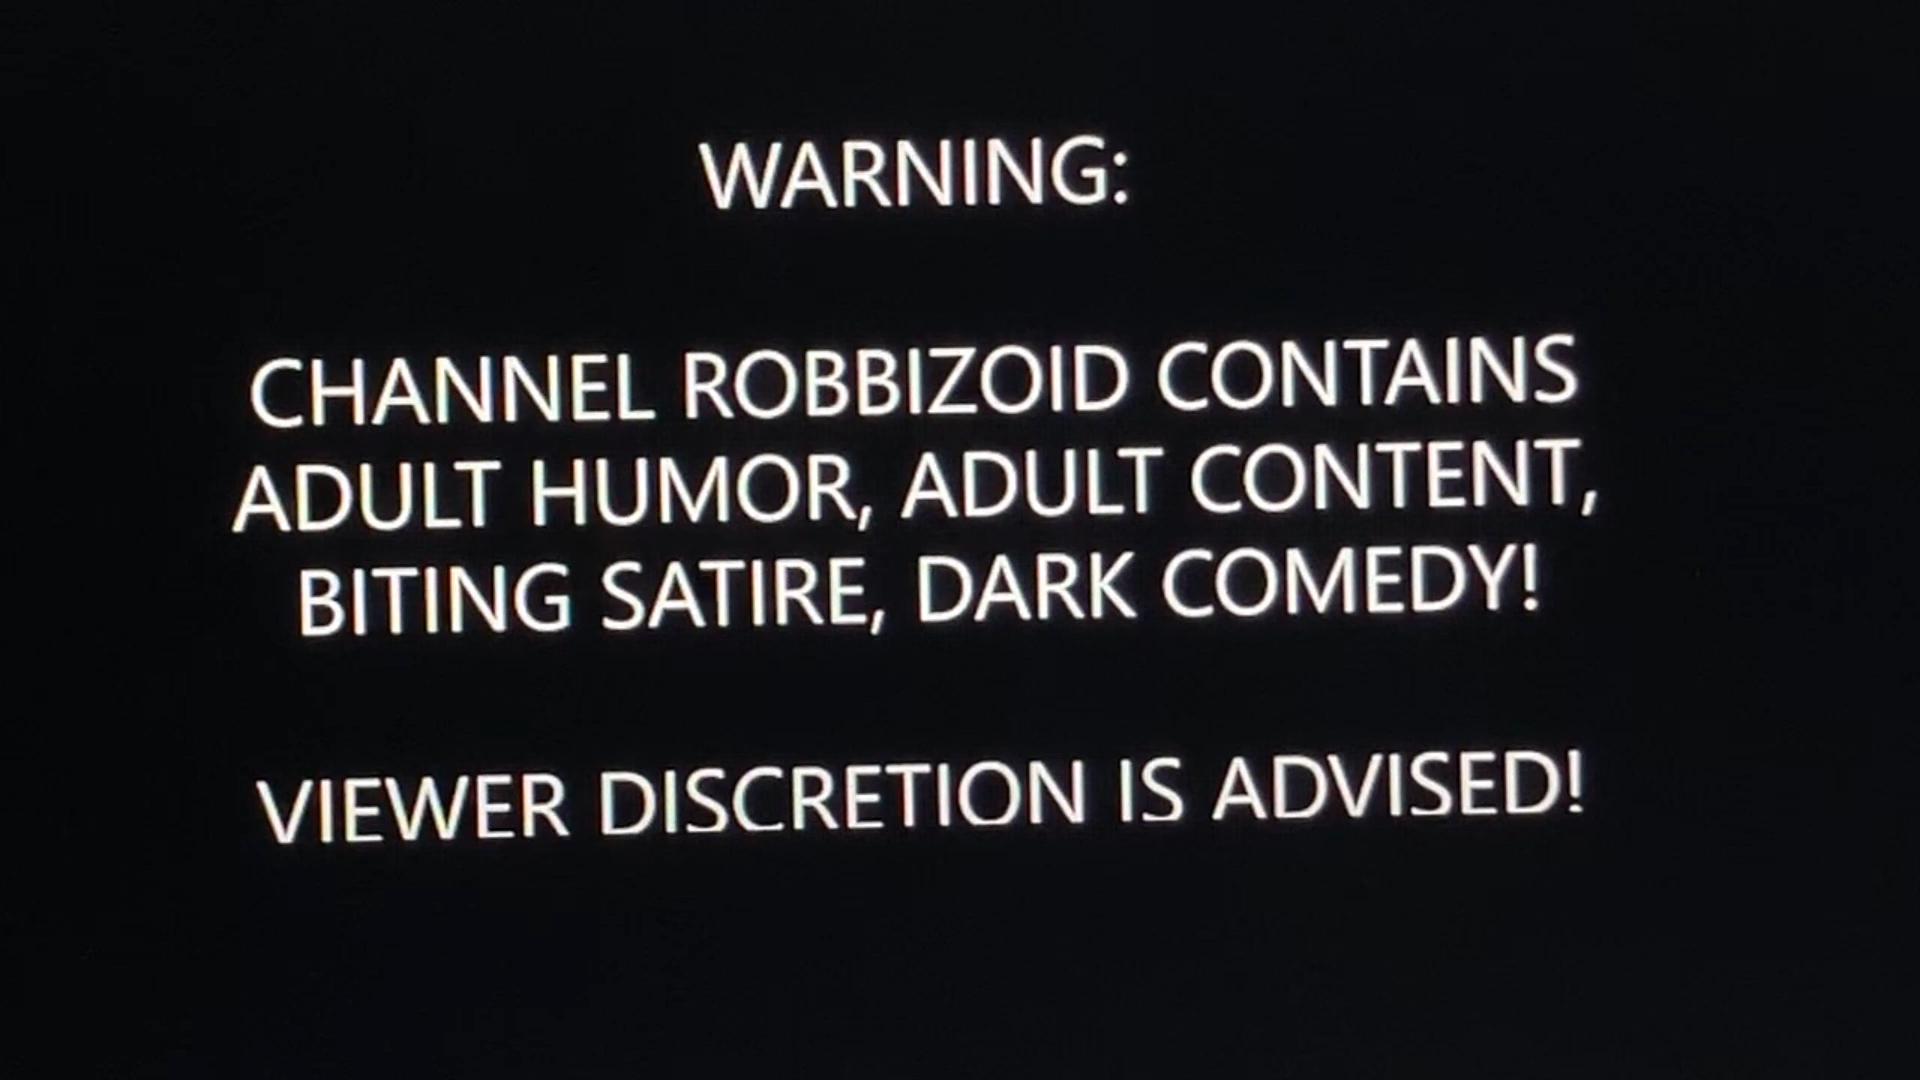 WARNING:
CHANNEL ROBBIZOID CONTAINS
ADULT HUMOR, ADULT CONTENT,
BITING SATIRE, DARK COMEDY!
VIEWER DISCRETION IS ADVISED!